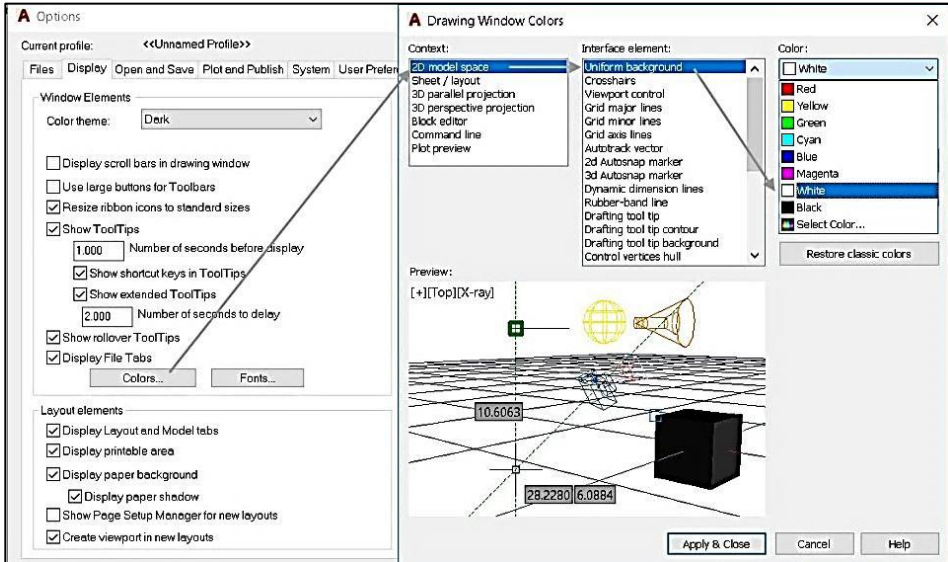 A Options
Current profile: <<Unnamed Profile>>
Files Display Open and Save Plot and Publish System User Prefer
Window Elements
Color theme: Dark
Display scroll bars in drawing window
Use large buttons for Toolbars
Resize ribbon icons to standard sizes
Show ToolTips
1.000 Number of seconds before display
Show shortcut keys in ToolTips
Show extended ToolTips
2.000 Number of seconds to delay
Show rollover ToolTips
Display File Tabs
Colors... Fonts...
Layout elements
Display Layout and Model tabs
Display printable area
Display paper background
Display paper shadow
Show Page Setup Manager for new layouts
Create viewport in new layouts
A Drawing Window Colors
Context:
2D model space
Sheet / layout
3D parallel projection
3D perspective projection
Block editor
Command line
Plot preview
Interface element:
Uniform background
Crosshairs
Viewport control
Grid major lines
Grid minor lines
Grid axis lines
Autotrack vector
2d Autosnap marker
3d Autosnap marker
Dynamic dimension lines
Rubber-band line
Drafting tool tip
Drafting tool tip contour
Drafting tool tip background
Control vertices hull
Color:
White
Red
Yellow
Green
Cyan
Blue
Magenta
White
Black
Select Color...
Restore classic colors
Preview:
[+][Top][X-ray]
10.6063
28.2280 6.0884
Apply & Close Cancel Help